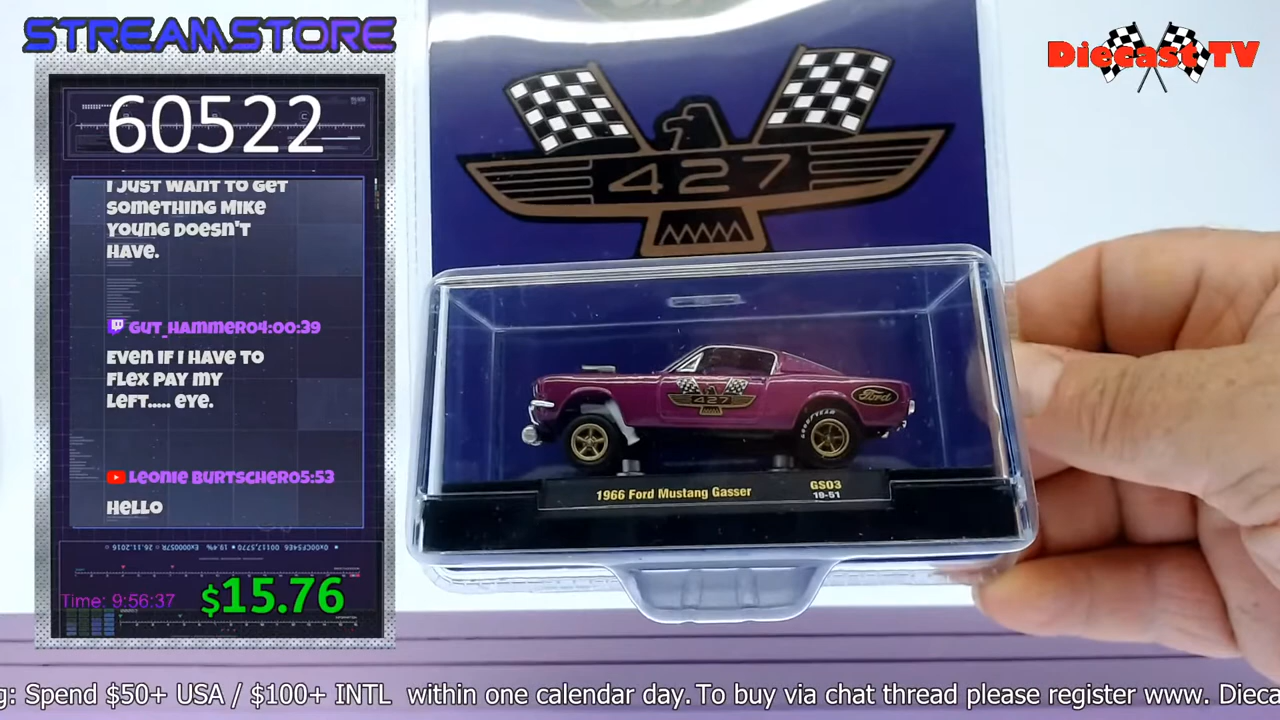 STREAMSTORE
60522
I just want to get
something Mike
Young doesn't
have.
Gut_Hammer04:00:39
Even if I have to
flex pay my
left..... eye.
Leonie Burtscher05:53
Hello
Time: 9:56:37
$15.76
Diecast TV
427
427
Ford
GOODYEAR
1966 Ford Mustang Gasser
GS03
19-51
g: Spend $50+ USA / $100+ INTL within one calendar day. To buy via chat thread please register www. Dieca